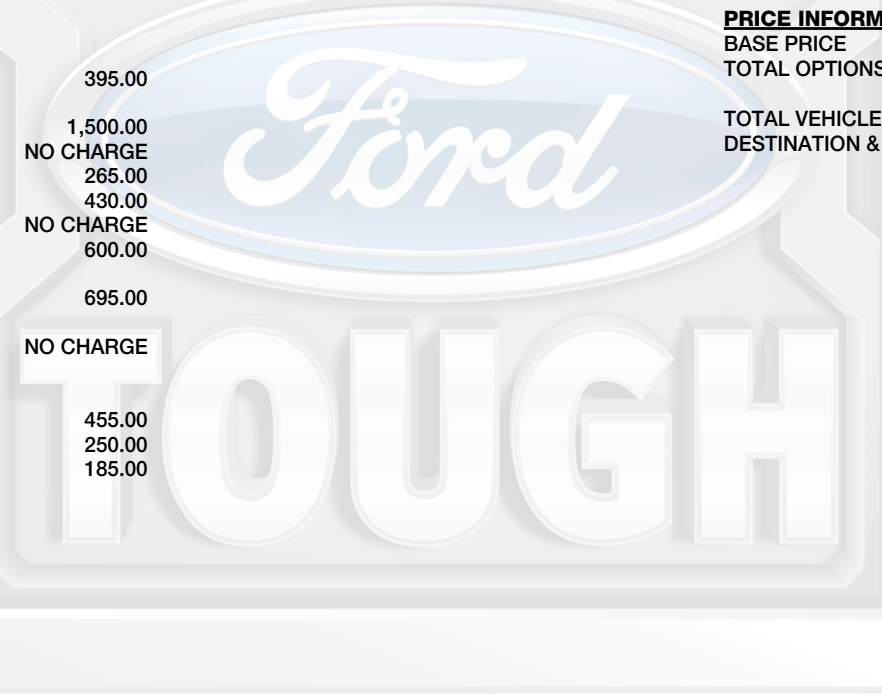 395.00
1,500.00
NO CHARGE
265.00
430.00
NO CHARGE
600.00
695.00
NO CHARGE
455.00
250.00
185.00
PRICE INFORM
BASE PRICE
TOTAL OPTIONS
TOTAL VEHICLE
DESTINATION &
Ford
TOUGH